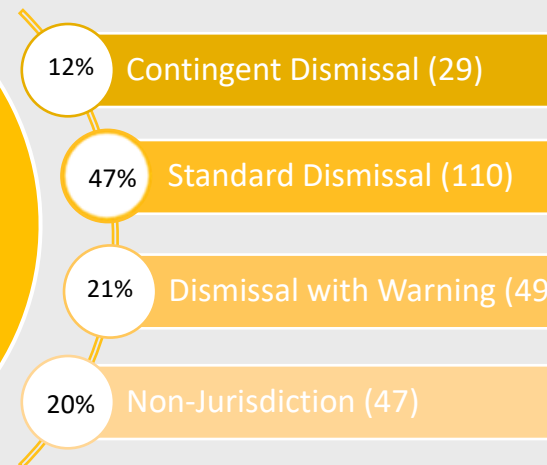 12% Contingent Dismissal (29)
47% Standard Dismissal (110)
21% Dismissal with Warning (49
20% Non-Jurisdiction (47)